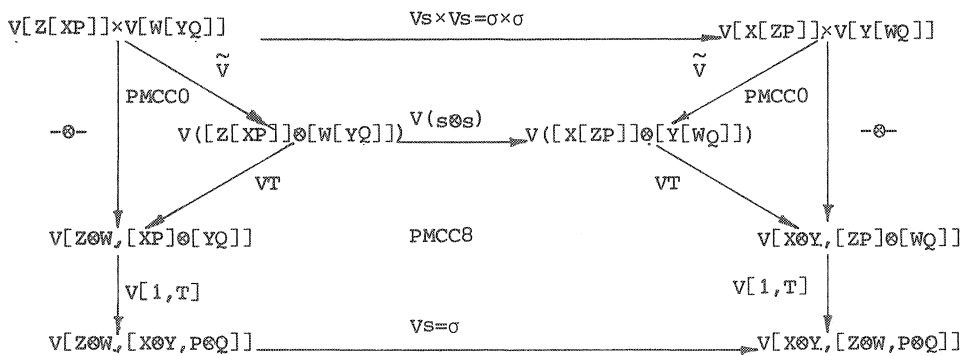 V[Z[XP]]×V[W[YQ]] Vs×Vs=σ×σ V[X[ZP]]×V[Y[WQ]]
Ṽ Ṽ
PMCC0 PMCC0
-⊗- V([Z[XP]]⊗[W[YQ]]) V(s⊗s) V([X[ZP]]⊗[Y[WQ]]) -⊗-
VT VT
V[Z⊗W,[XP]⊗[YQ]] PMCC8 V[X⊗Y,[ZP]⊗[WQ]]
V[1,T] V[1,T]
V[Z⊗W,[X⊗Y,P⊗Q]] Vs=σ V[X⊗Y,[Z⊗W,P⊗Q]]